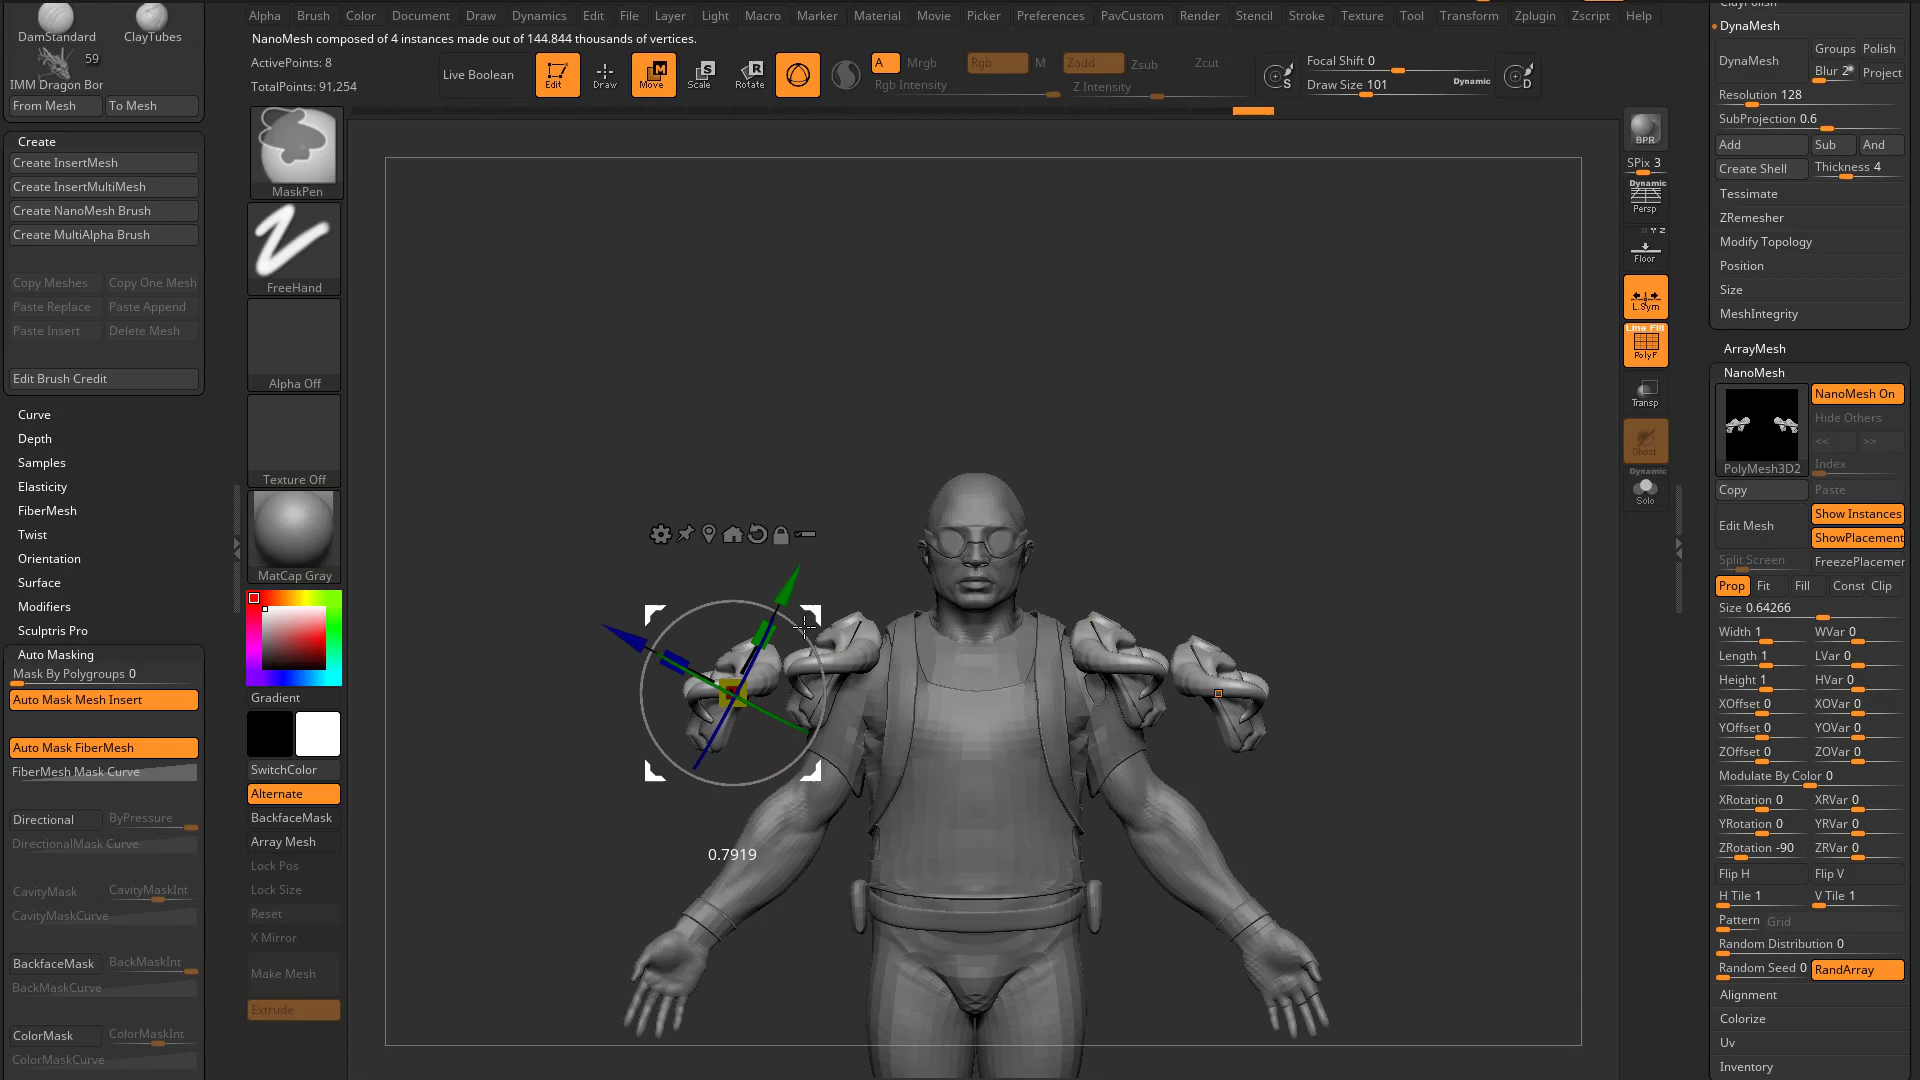 Alpha Brush Color Document Draw Dynamics Edit File Layer Light Macro Marker Material Movie Picker Preferences PavCustom Render Stencil Stroke Texture Tool Transform Zplugin Zscript Help
NanoMesh composed of 4 instances made out of 144.844 thousands of vertices.
ActivePoints: 8
TotalPoints: 91,254
Live Boolean
Edit
Draw
Move
Scale
Rotate
A
Mrgb
Rgb
M
Zadd
Zsub
Zcut
Rgb Intensity
Z Intensity
Focal Shift 0
Draw Size 101
Dynamic
S
D
DamStandard
ClayTubes
59
IMM Dragon Bor
From Mesh
To Mesh
Create
Create InsertMesh
Create InsertMultiMesh
Create NanoMesh Brush
Create MultiAlpha Brush
Copy Meshes
Copy One Mesh
Paste Replace
Paste Append
Paste Insert
Delete Mesh
Edit Brush Credit
Curve
Depth
Samples
Elasticity
FiberMesh
Twist
Orientation
Surface
Modifiers
Sculptris Pro
Auto Masking
Mask By Polygroups 0
Auto Mask Mesh Insert
Auto Mask FiberMesh
FiberMesh Mask Curve
Directional
ByPressure
DirectionalMask Curve
CavityMask
CavityMaskInt
CavityMaskCurve
BackfaceMask
BackMaskInt
BackMaskCurve
ColorMask
ColorMaskInt
ColorMaskCurve
MaskPen
FreeHand
Alpha Off
Texture Off
MatCap Gray
Gradient
SwitchColor
Alternate
BackfaceMask
Array Mesh
Lock Pos
Lock Size
Reset
X Mirror
Make Mesh
Extrude
0.7919
BPR
SPix 3
Dynamic
Persp
X Y Z
Floor
L.Sym
Line Fill
PolyF
Transp
Ghost
Dynamic
Solo
DynaMesh
DynaMesh
Groups
Polish
Blur 2
Project
Resolution 128
SubProjection 0.6
Add
Sub
And
Create Shell
Thickness 4
Tessimate
ZRemesher
Modify Topology
Position
Size
MeshIntegrity
ArrayMesh
NanoMesh
NanoMesh On
Hide Others
<<
>>
Index
PolyMesh3D2
Copy
Paste
Edit Mesh
Show Instances
ShowPlacement
Split Screen
FreezePlacemer
Prop
Fit
Fill
Const
Clip
Size 0.64266
Width 1
WVar 0
Length 1
LVar 0
Height 1
HVar 0
XOffset 0
XOVar 0
YOffset 0
YOVar 0
ZOffset 0
ZOVar 0
Modulate By Color 0
XRotation 0
XRVar 0
YRotation 0
YRVar 0
ZRotation -90
ZRVar 0
Flip H
Flip V
H Tile 1
V Tile 1
Pattern
Grid
Random Distribution 0
Random Seed 0
RandArray
Alignment
Colorize
Uv
Inventory